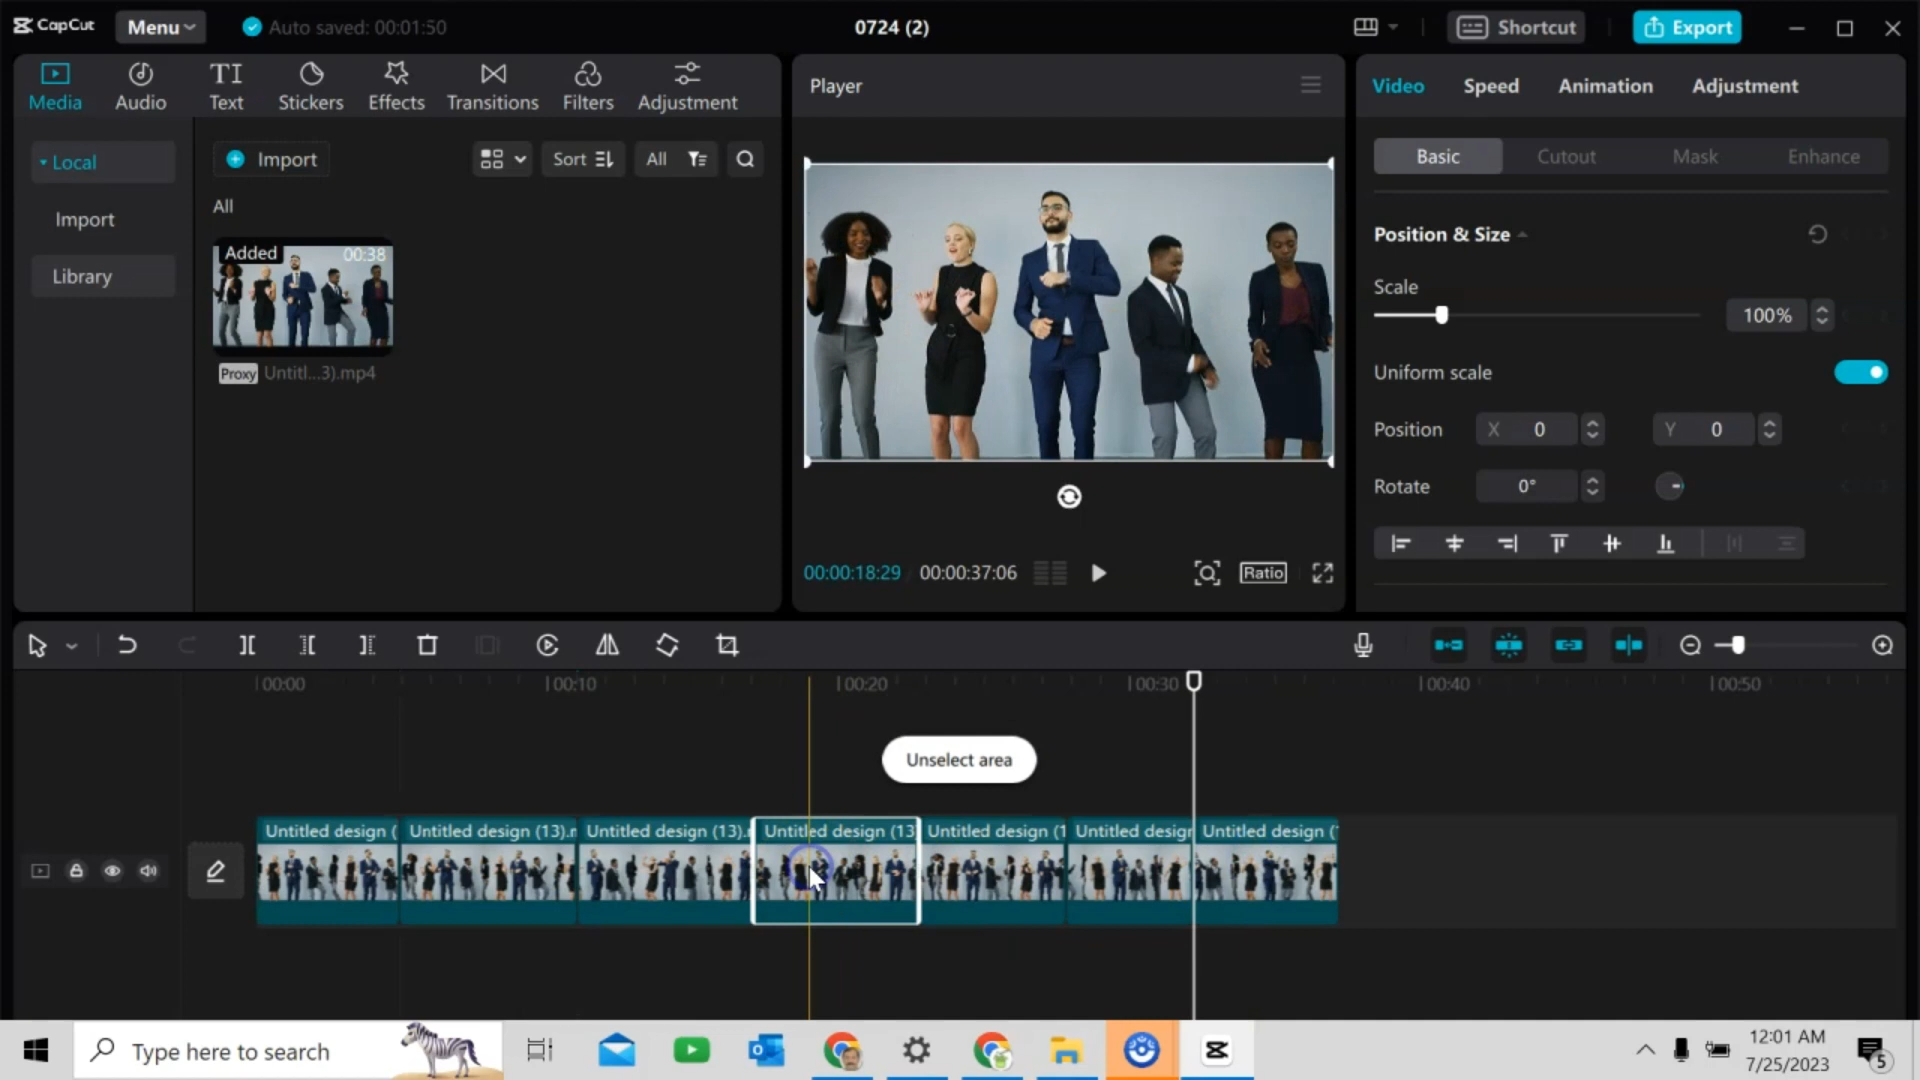 CapCut
Menu
Auto saved: 00:01:50
0724 (2)
Shortcut
Export
Media
Audio
TI
Text
Stickers
Effects
Transitions
Filters
Adjustment
Player
Video
Speed
Animation
Adjustment
Local
Import
Library
Import
Sort
All
All
Added
00:38
Proxy
Untitl...3).mp4
Basic
Cutout
Mask
Enhance
Position & Size
Scale
100%
Uniform scale
Position
X
0
Y
0
Rotate
0°
00:00:18:29
00:00:37:06
Ratio
00:00
00:10
00:20
00:30
00:40
00:50
Unselect area
Untitled design (
Untitled design (13).r
Untitled design (13).
Untitled design (13
Untitled design (1
Untitled design
Untitled design (
Type here to search
12:01 AM
7/25/2023
5